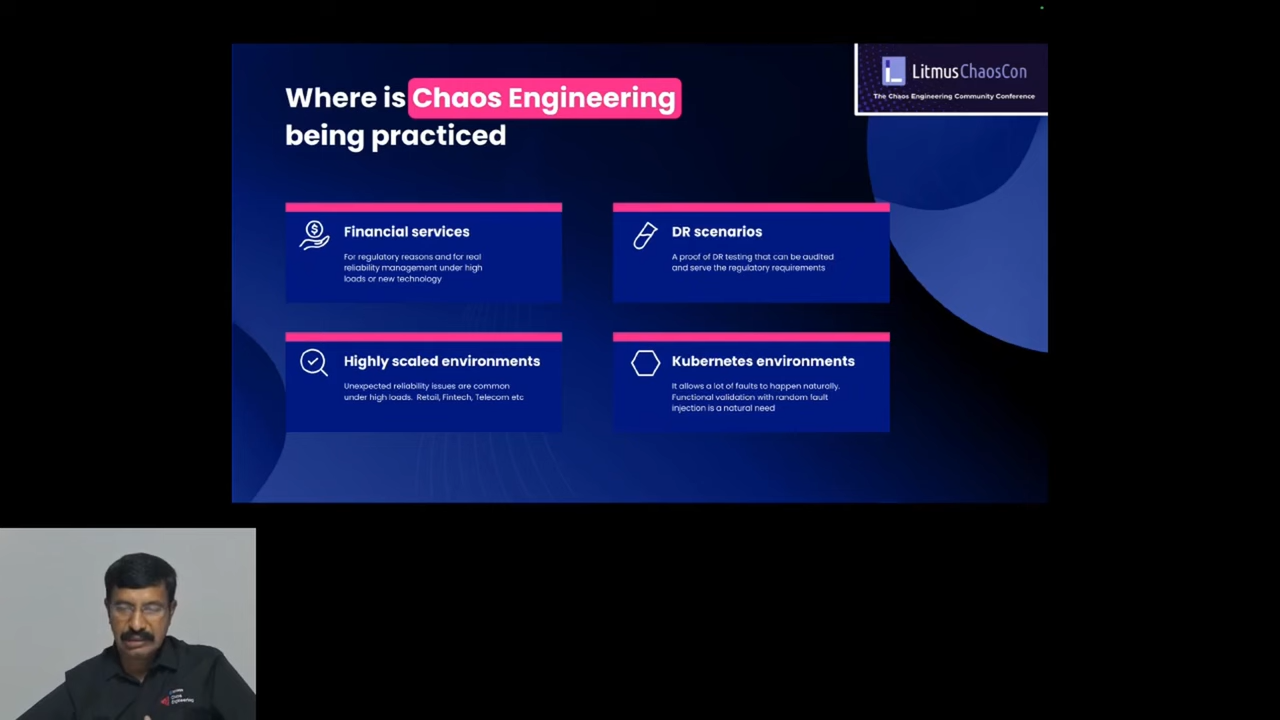 Where is Chaos Engineering
being practiced
Litmus ChaosCon
The Chaos Engineering Community Conference
Financial services
For regulatory reasons and for real
reliability management under high
loads or new technology
DR scenarios
A proof of DR testing that can be audited
and serve the regulatory requirements
Highly scaled environments
Unexpected reliability issues are common
under high loads. Retail, Fintech, Telecom etc
Kubernetes environments
It allows a lot of faults to happen naturally.
Functional validation with random fault
injection is a natural need
Chaos
Engineering